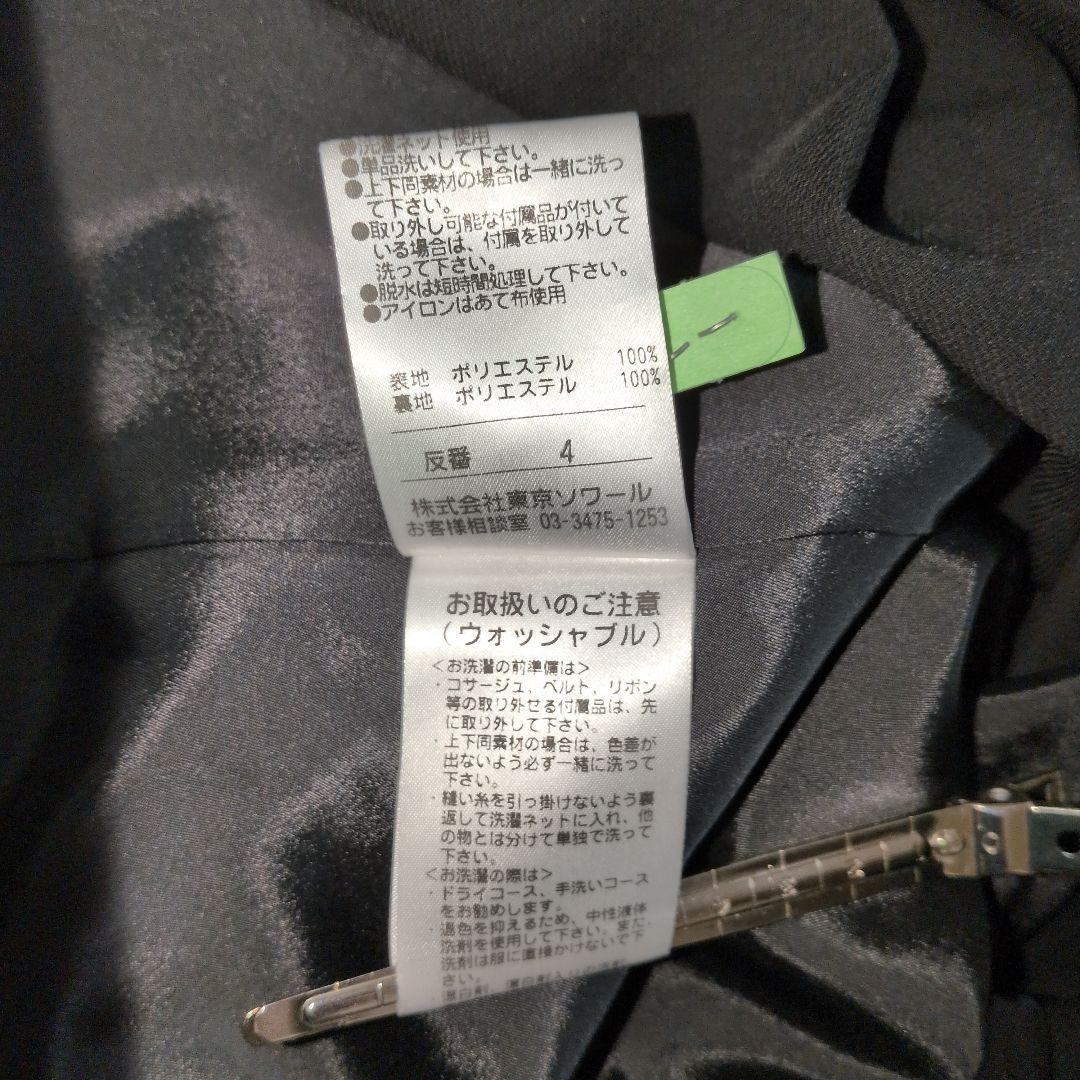 ●洗濯ネット使用
●単品洗いして下さい。
●上下同素材の場合は一緒に洗っ
て下さい。
●取り外し可能な付属品が付いて
いる場合は、付属を取り外して
洗って下さい。
●脱水は短時間処理して下さい。
●アイロンはあて布使用
表地 ポリエステル 100%
裏地 ポリエステル 100%
反番 4
株式会社東京ソワール
お客様相談室 03-3475-1253
お取扱いのご注意
(ウォッシャブル)
<お洗濯の前準備は>
・コサージュ、ベルト、リボン
等の取り外せる付属品は、先
に取り外して下さい。
・上下同素材の場合は、色差が
出ないよう必ず一緒に洗って
下さい。
・縫い糸を引っ掛けないよう裏
返して洗濯ネットに入れ、他
の物とは分けて単独で洗って
下さい。
<お洗濯の際は>
・ドライコース、手洗いコース
をお勧めします。
・退色を抑えるため、中性液体
洗剤を使用して下さい。また、
洗剤は服に直接かけないで下
さい。
・漂白剤、漂白剤入りの洗剤